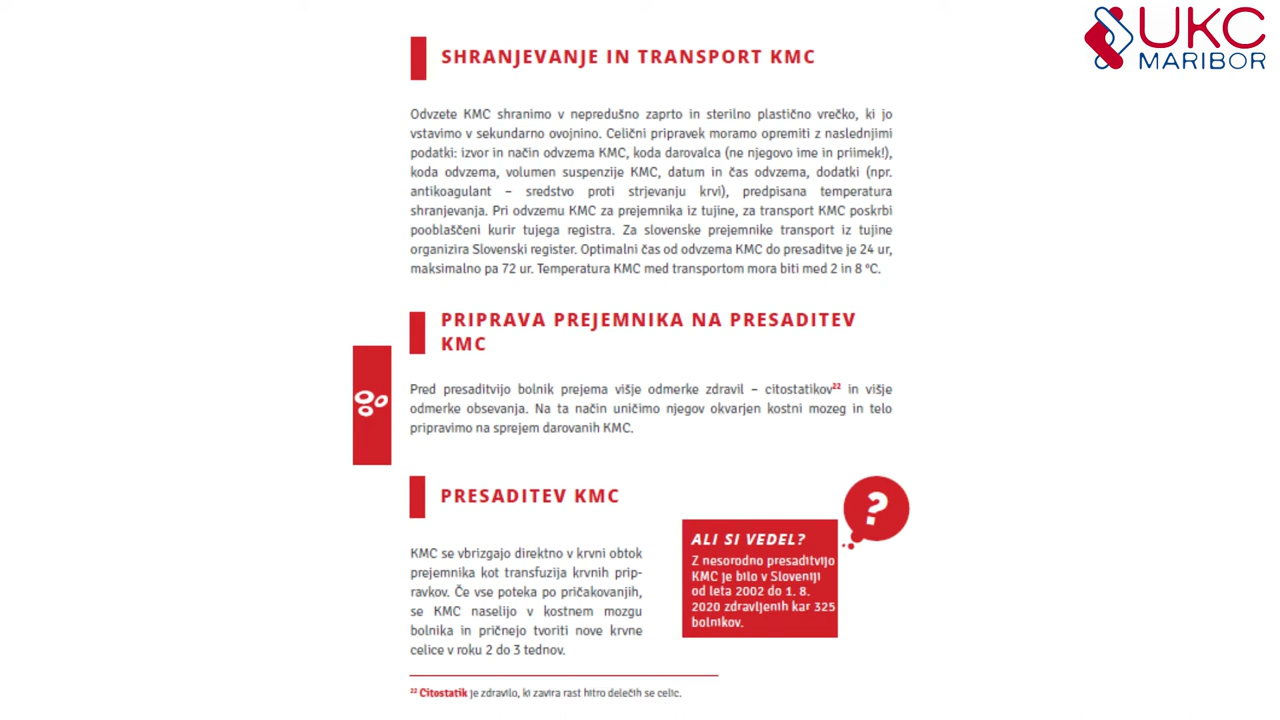 UKC
MARIBOR
SHRANJEVANJE IN TRANSPORT KMC
Odvzete KMC shranimo v nepredušno zaprto in sterilno plastično vrečko, ki jo
vstavimo v sekundarno ovojnino. Celični pripravek moramo opremiti z naslednjimi
podatki: izvor in način odvzema KMC, koda darovalca (ne njegovo ime in priimek!),
koda odvzema, volumen suspenzije KMC, datum in čas odvzema, dodatki (npr.
antikoagulant – sredstvo proti strjevanju krvi), predpisana temperatura
shranjevanja. Pri odvzemu KMC za prejemnika iz tujine, za transport KMC poskrbi
pooblaščeni kurir tujega registra. Za slovenske prejemnike transport iz tujine
organizira Slovenski register. Optimalni čas od odvzema KMC do presaditve je 24 ur,
maksimalno pa 72 ur. Temperatura KMC med transportom mora biti med 2 in 8 °C.
PRIPRAVA PREJEMNIKA NA PRESADITEV
KMC
Pred presaditvijo bolnik prejema višje odmerke zdravil – citostatikov²² in višje
odmerke obsevanja. Na ta način uničimo njegov okvarjen kostni mozeg in telo
pripravimo na sprejem darovanih KMC.
PRESADITEV KMC
KMC se vbrizgajo direktno v krvni obtok
prejemnika kot transfuzija krvnih prip-
ravkov. Če vse poteka po pričakovanjih,
se KMC naselijo v kostnem mozgu
bolnika in pričnejo tvoriti nove krvne
celice v roku 2 do 3 tednov.
?
ALI SI VEDEL?
Z nesorodno presaditvijo
KMC je bilo v Sloveniji
od leta 2002 do 1. 8.
2020 zdravljenih kar 325
bolnikov.
²² Citostatik je zdravilo, ki zavira rast hitro delečih se celic.